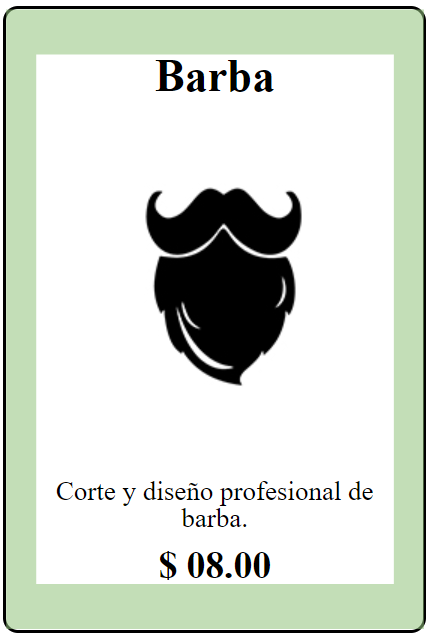 Barba
Corte y diseño profesional de
barba.
$ 08.00